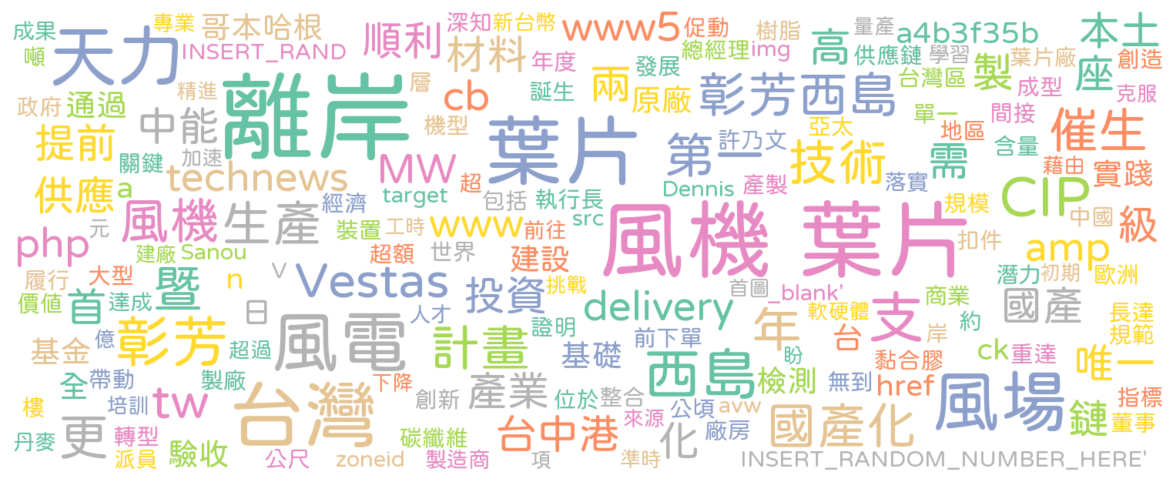 成果 專業 哥本哈根 深知 新台幣 www5 促動 樹脂 量產 a4b3f35b 本土
噸 天力 INSERT_RAND 順利 材料 年度 總經理 img 高 供應鏈 學習 葉片廠 創造
政府 通過 精進 離岸 層 cb 誕生 發展 兩 原廠 彰芳西島 台灣區 製 成型 座 克服
提前 中能 機型 葉片 第一 許乃文 亞太 單一 間接 地區 催生
關鍵 加速 technews MW 超 技術 需 含量 藉由 實踐
供應 a target 包括 執行長 Dennis 產製 落實 CIP
風機 生產 經濟 裝置 工時 www 前往 src 風機 葉片 規模 中國 級
php 元 建廠 Sanou 超額 世界 建設 扣件 amp
履行 大型 暨 n V Vestas 投資 挑戰 首圖 _blank' 潛力 初期 歐洲
價值 首 達成 日 人才 delivery 年 軟硬體 支 商業 國產 長達
彰芳 風電 計畫 證明 前下單 台 約 岸 規範
基金 億 超過 基礎 西島 盼 黏合膠 ck 重達 唯一
全 帶動 製廠 下降 創新 產業 位於 整合 檢測 無到 href 風場 指標
樓 培訓 tw 台灣 來源 公頃 avw 國產化 鏈 董事
丹麥 更 轉型 碳纖維 台中港 化 廠房
派員 驗收 公尺 zoneid 製造商 項 準時 INSERT_RANDOM_NUMBER_HERE'